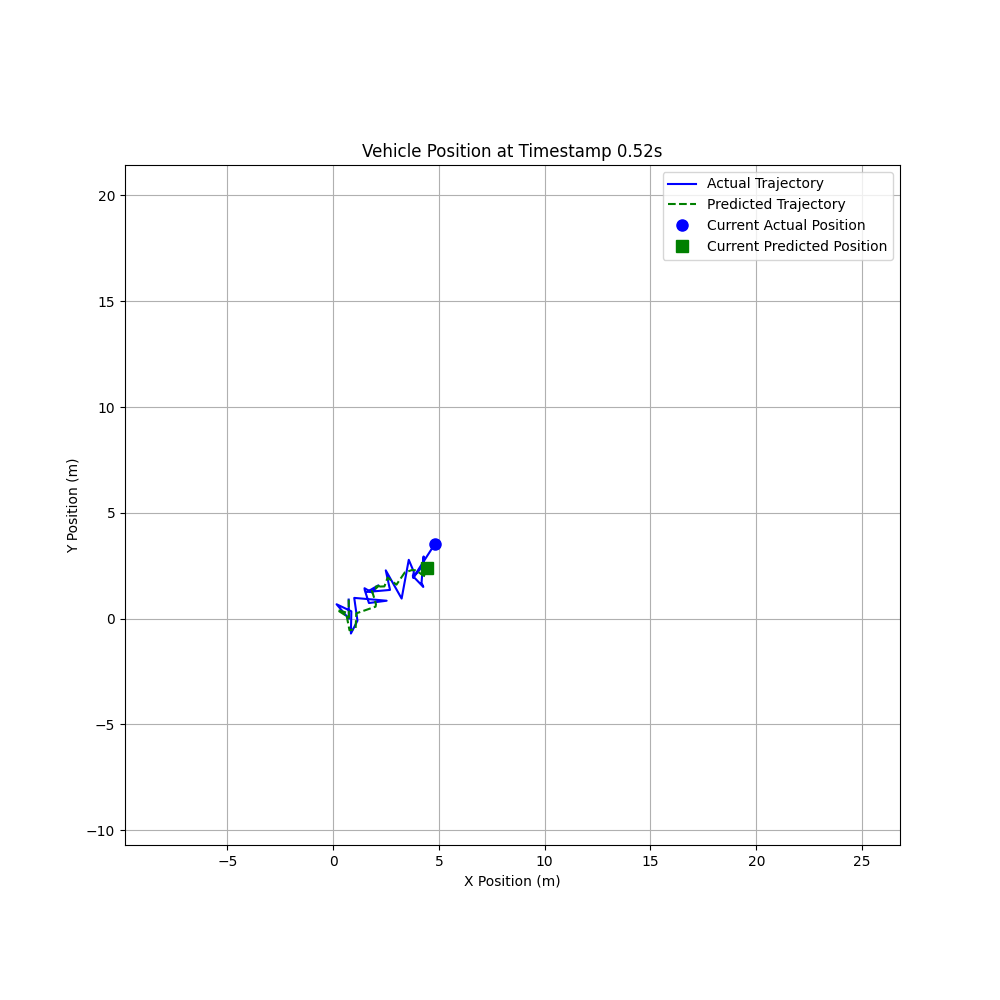 Vehicle Position at Timestamp 0.52s
Actual Trajectory
Predicted Trajectory
Current Actual Position
Current Predicted Position
20
15
10
5
0
−5
−10
Y Position (m)
−5 0 5 10 15 20 25
X Position (m)